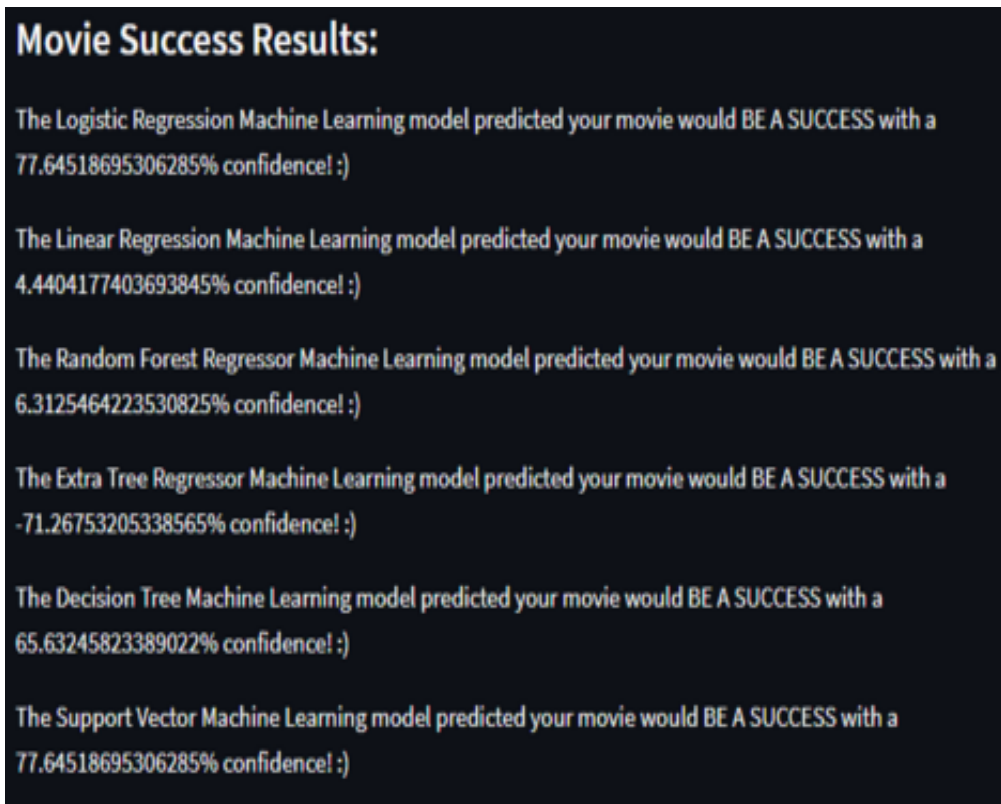 Movie Success Results:
The Logistic Regression Machine Learning model predicted your movie would BE A SUCCESS with a
77.64518695306285% confidence! :)
The Linear Regression Machine Learning model predicted your movie would BE A SUCCESS with a
4.4404177403693845% confidence! :)
The Random Forest Regressor Machine Learning model predicted your movie would BE A SUCCESS with a
6.3125464223530825% confidence! :)
The Extra Tree Regressor Machine Learning model predicted your movie would BE A SUCCESS with a
-71.26753205338565% confidence! :)
The Decision Tree Machine Learning model predicted your movie would BE A SUCCESS with a
65.63245823389022% confidence! :)
The Support Vector Machine Learning model predicted your movie would BE A SUCCESS with a
77.64518695306285% confidence! :)